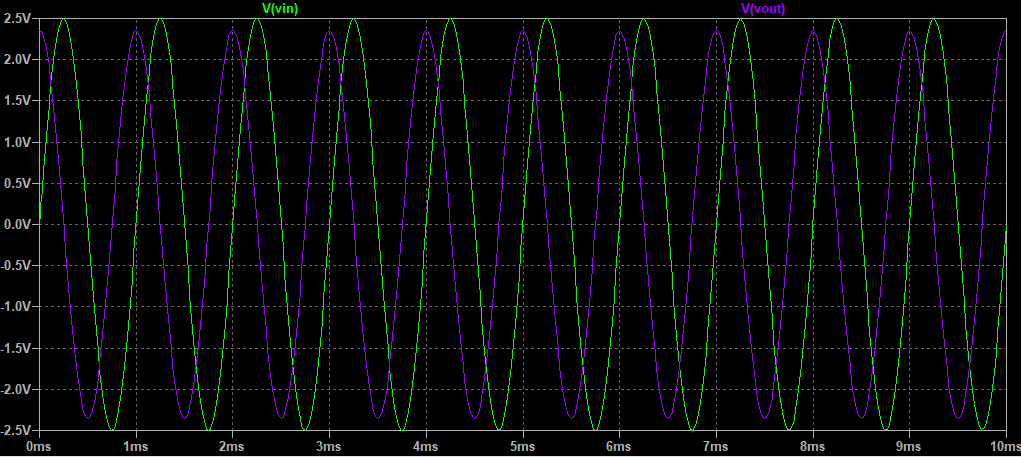 V(vin) V(vout)
2.5V
2.0V
1.5V
1.0V
0.5V
0.0V
-0.5V
-1.0V
-1.5V
-2.0V
-2.5V
0ms 1ms 2ms 3ms 4ms 5ms 6ms 7ms 8ms 9ms 10ms